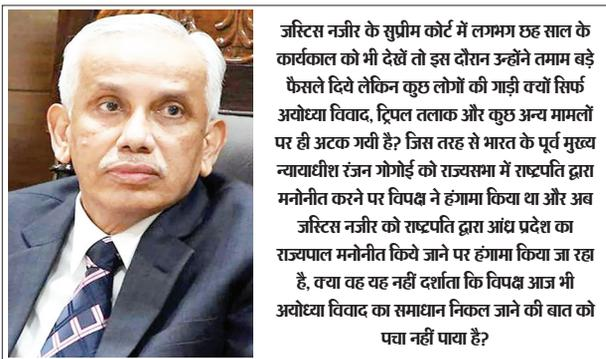 जस्टिस नजीर के सुप्रीम कोर्ट में लगभग छह साल के
कार्यकाल को भी देखें तो इस दौरान उन्होंने तमाम बड़े
फैसले दिये लेकिन कुछ लोगों की गाड़ी क्यों सिर्फ
अयोध्या विवाद, ट्रिपल तलाक और कुछ अन्य मामलों
पर ही अटक गयी है? जिस तरह से भारत के पूर्व मुख्य
न्यायाधीश रंजन गोगोई को राज्यसभा में राष्ट्रपति द्वारा
मनोनीत करने पर विपक्ष ने हंगामा किया था और अब
जस्टिस नजीर को राष्ट्रपति द्वारा आंध्र प्रदेश का
राज्यपाल मनोनीत किये जाने पर हंगामा किया जा रहा
है, क्या वह यह नहीं दर्शाता कि विपक्ष आज भी
अयोध्या विवाद का समाधान निकल जाने की बात को
पचा नहीं पाया है?